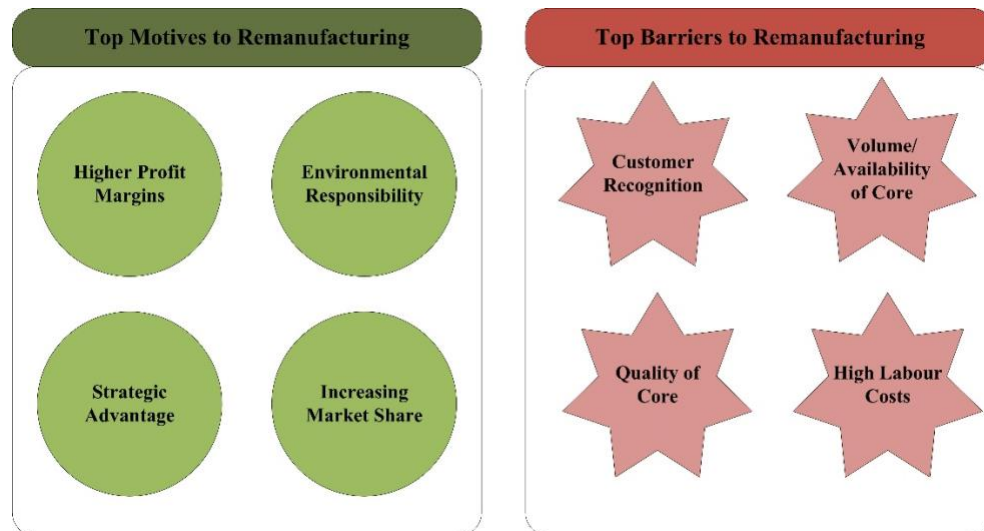 Top Motives to Remanufacturing
Higher Profit
Margins
Environmental
Responsibility
Strategic
Advantage
Increasing
Market Share
Top Barriers to Remanufacturing
Customer
Recognition
Volume/
Availability
of Core
Quality of
Core
High Labour
Costs